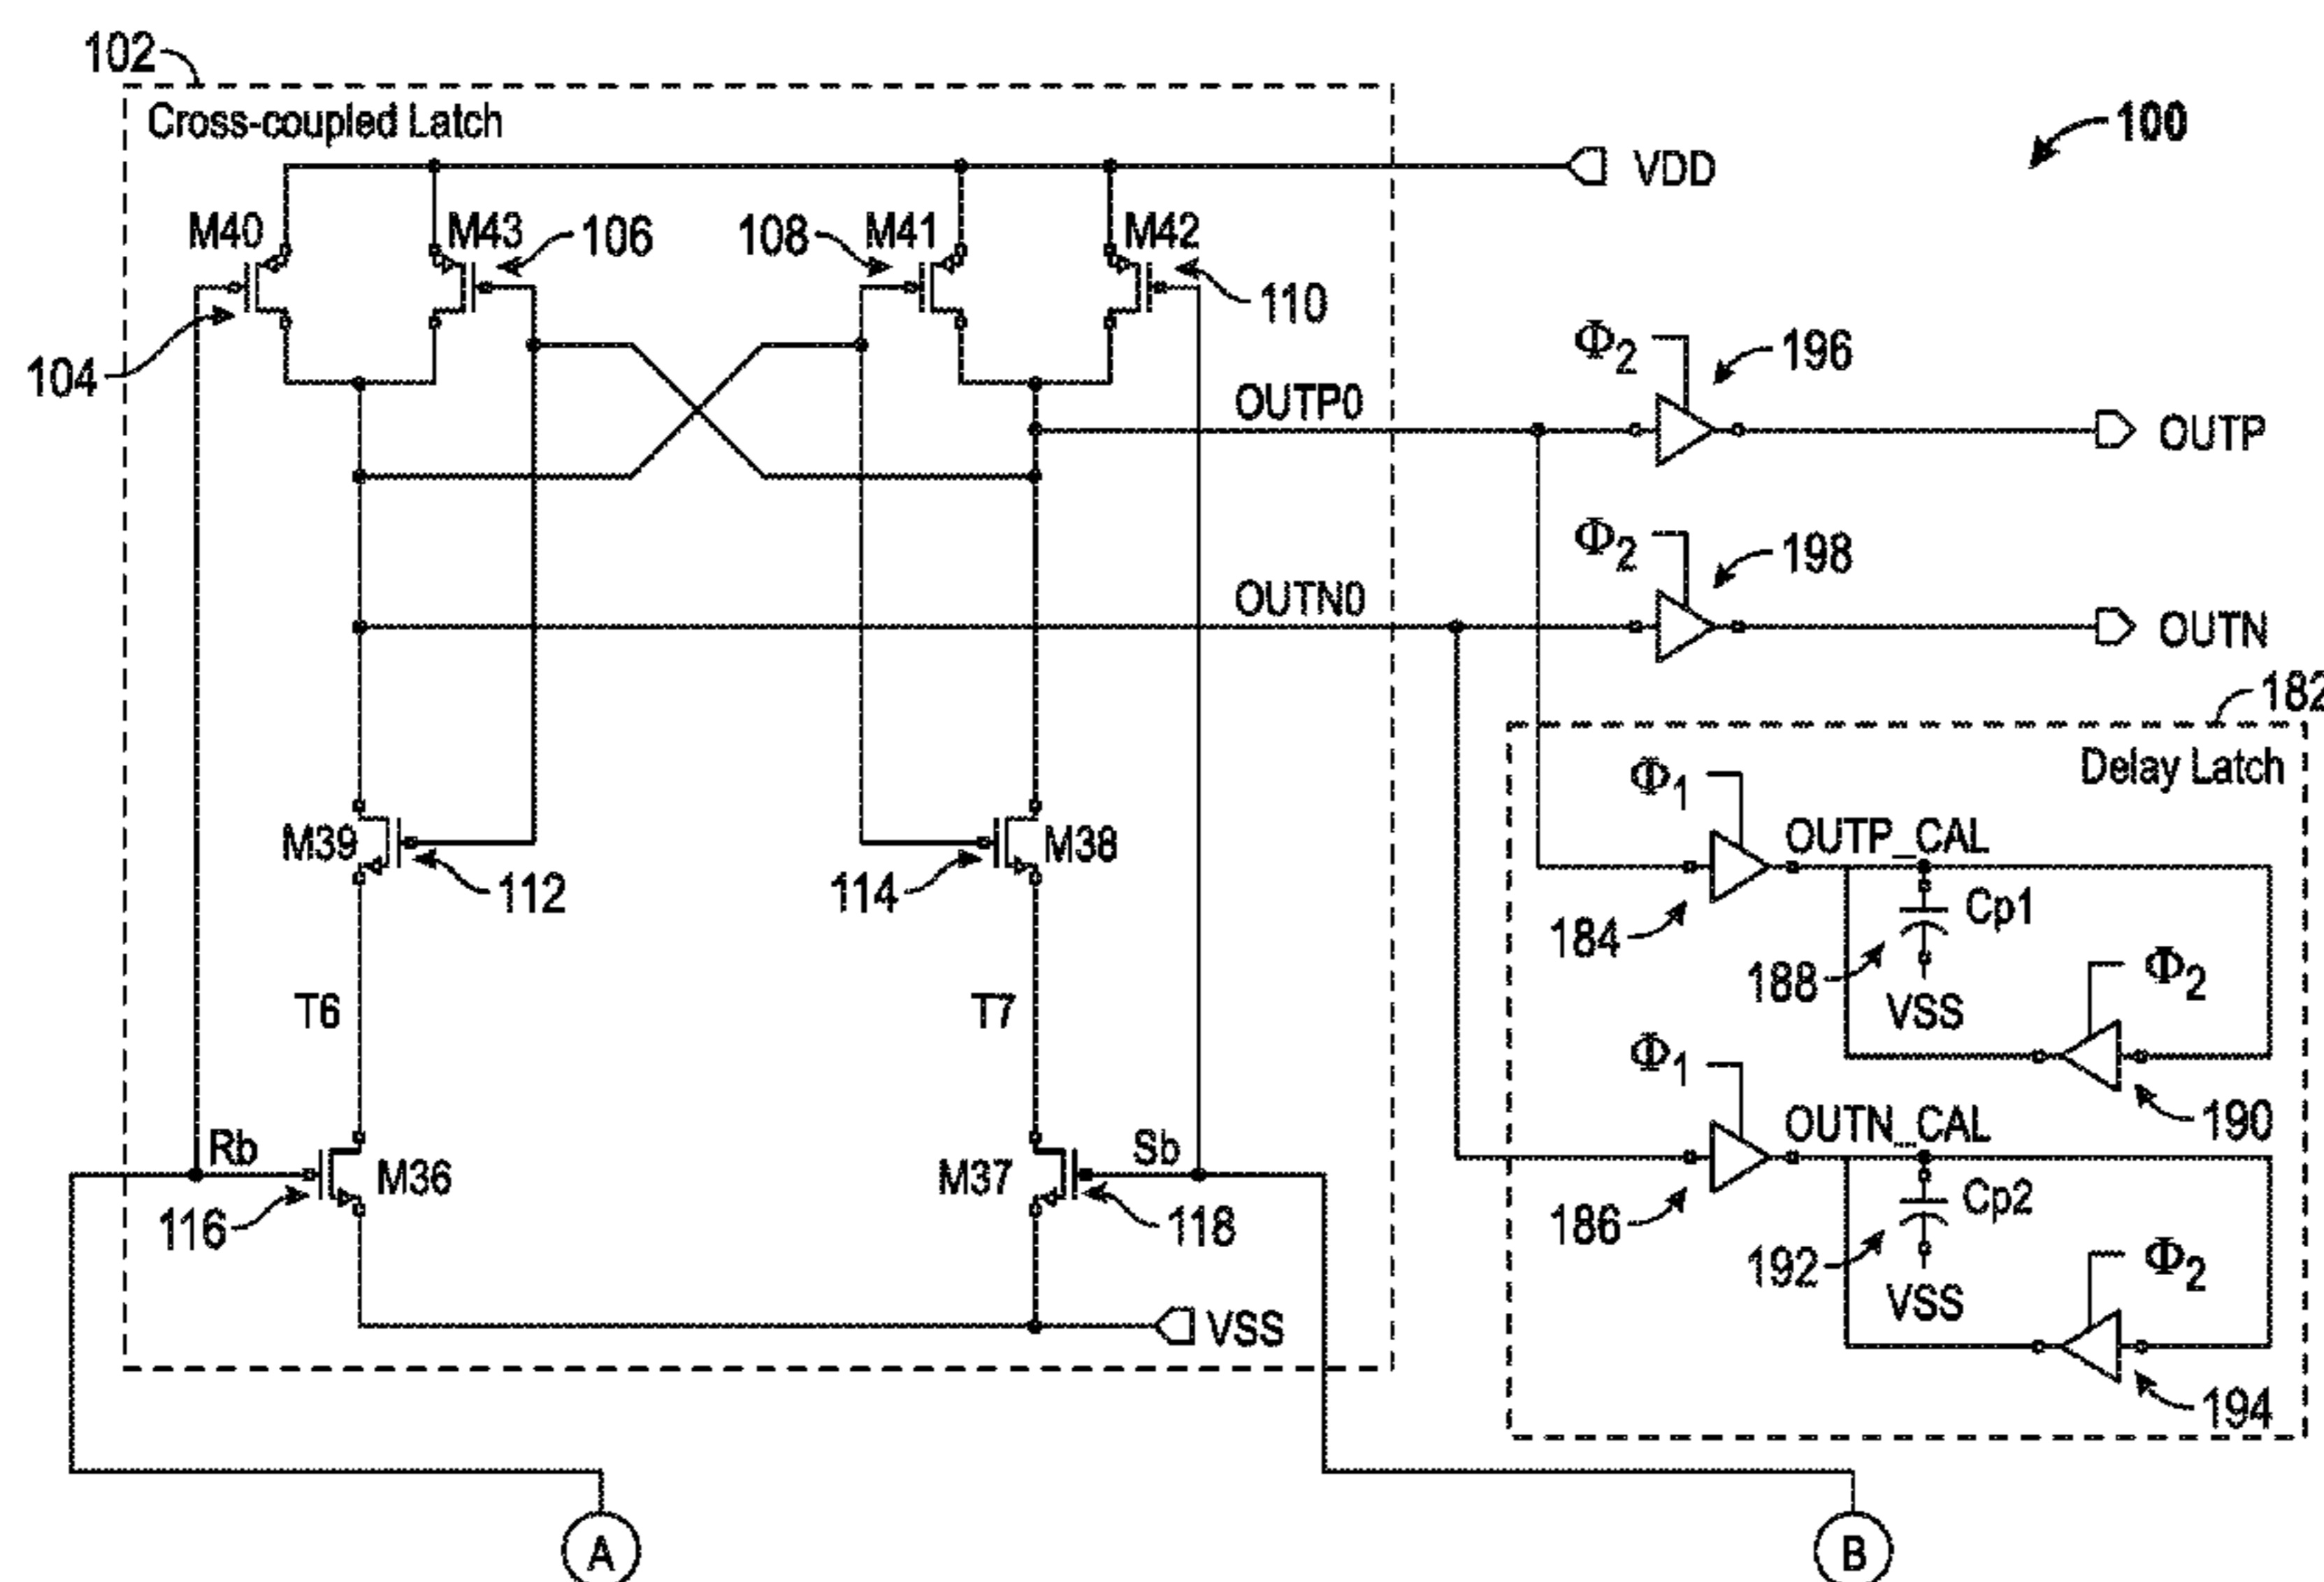 102
Cross-coupled Latch
100
VDD
M40
M43
106
108
M41
M42
110
104
Φ2
196
OUTP0
OUTP
Φ2
198
OUTN0
OUTN
182
Delay Latch
Φ1
OUTP_CAL
M39
112
114
M38
184
Cp1
188
VSS
Φ2
190
T6
T7
Φ1
OUTN_CAL
Rb
M36
116
M37
Sb
118
186
Cp2
192
VSS
Φ2
194
VSS
A
B